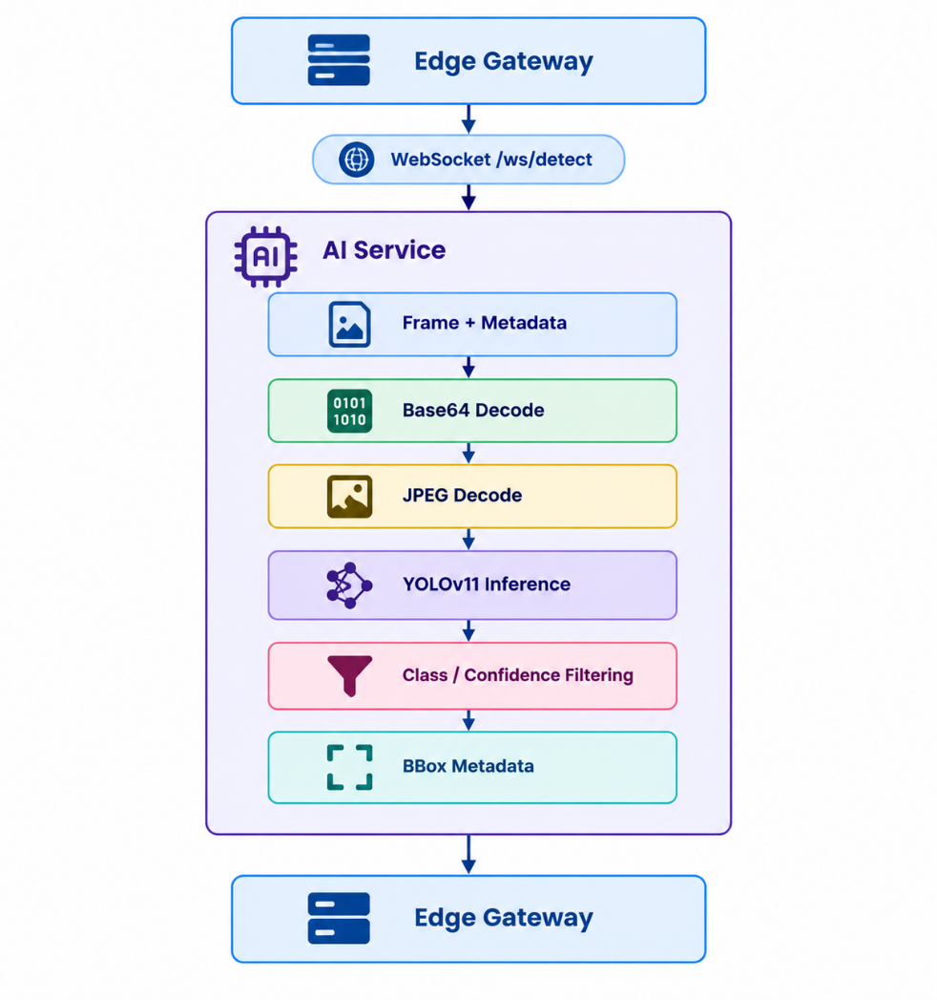 Edge Gateway
WebSocket /ws/detect
AI
AI Service
Frame + Metadata
0101
1010
Base64 Decode
JPEG Decode
YOLOv11 Inference
Class / Confidence Filtering
BBox Metadata
Edge Gateway